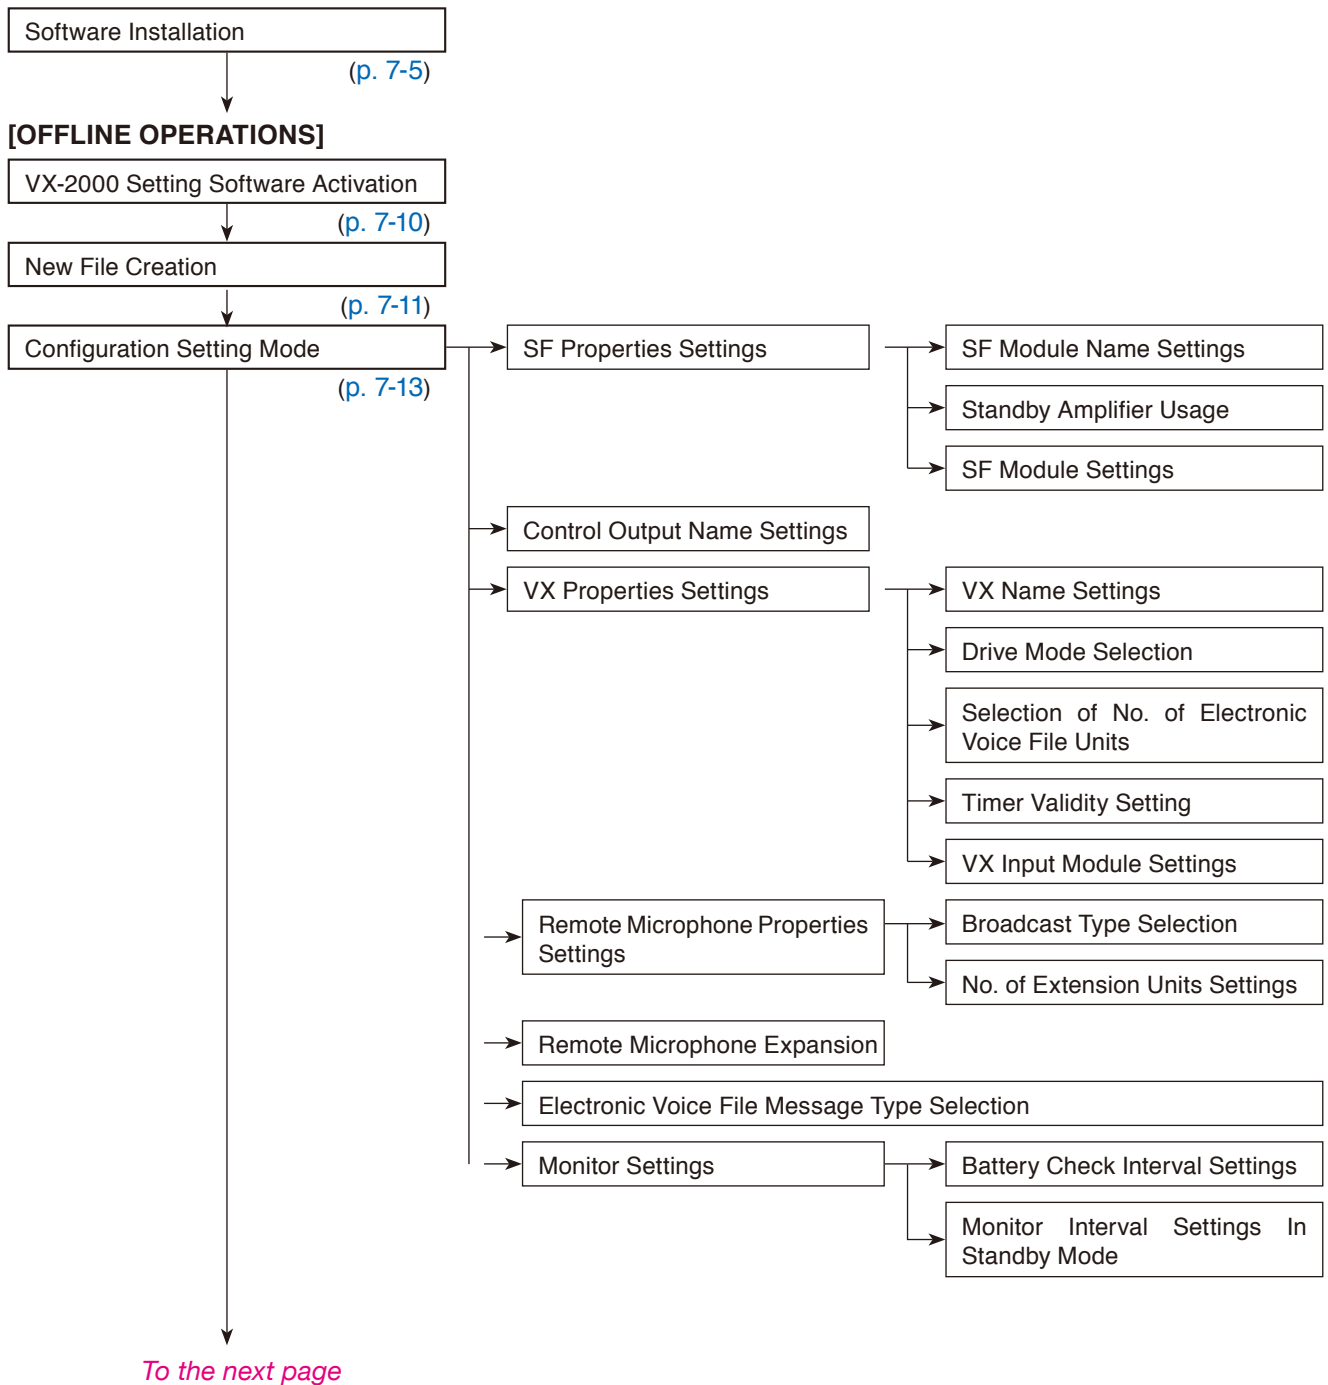 Software Installation
(p. 7-5)
[OFFLINE OPERATIONS]
VX-2000 Setting Software Activation
(p. 7-10)
New File Creation
(p. 7-11)
Configuration Setting Mode
(p. 7-13)
SF Properties Settings
SF Module Name Settings
Standby Amplifier Usage
SF Module Settings
Control Output Name Settings
VX Properties Settings
VX Name Settings
Drive Mode Selection
Selection of No. of Electronic
Voice File Units
Timer Validity Setting
VX Input Module Settings
Remote Microphone Properties
Settings
Broadcast Type Selection
No. of Extension Units Settings
Remote Microphone Expansion
Electronic Voice File Message Type Selection
Monitor Settings
Battery Check Interval Settings
Monitor Interval Settings In
Standby Mode
To the next page